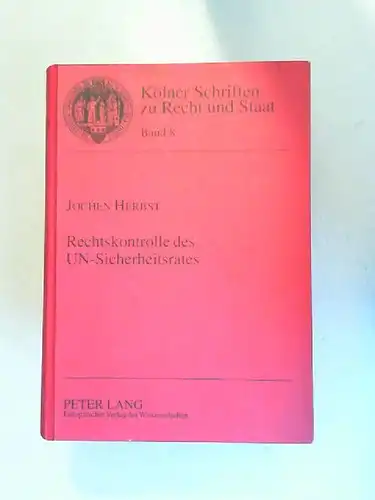 Kölner Schriften
zu Recht und Staat
Band 8
JOCHEN HERBST
Rechtskontrolle des
UN-Sicherheitsrates
PETER LANG
Europäischer Verlag der Wissenschaften